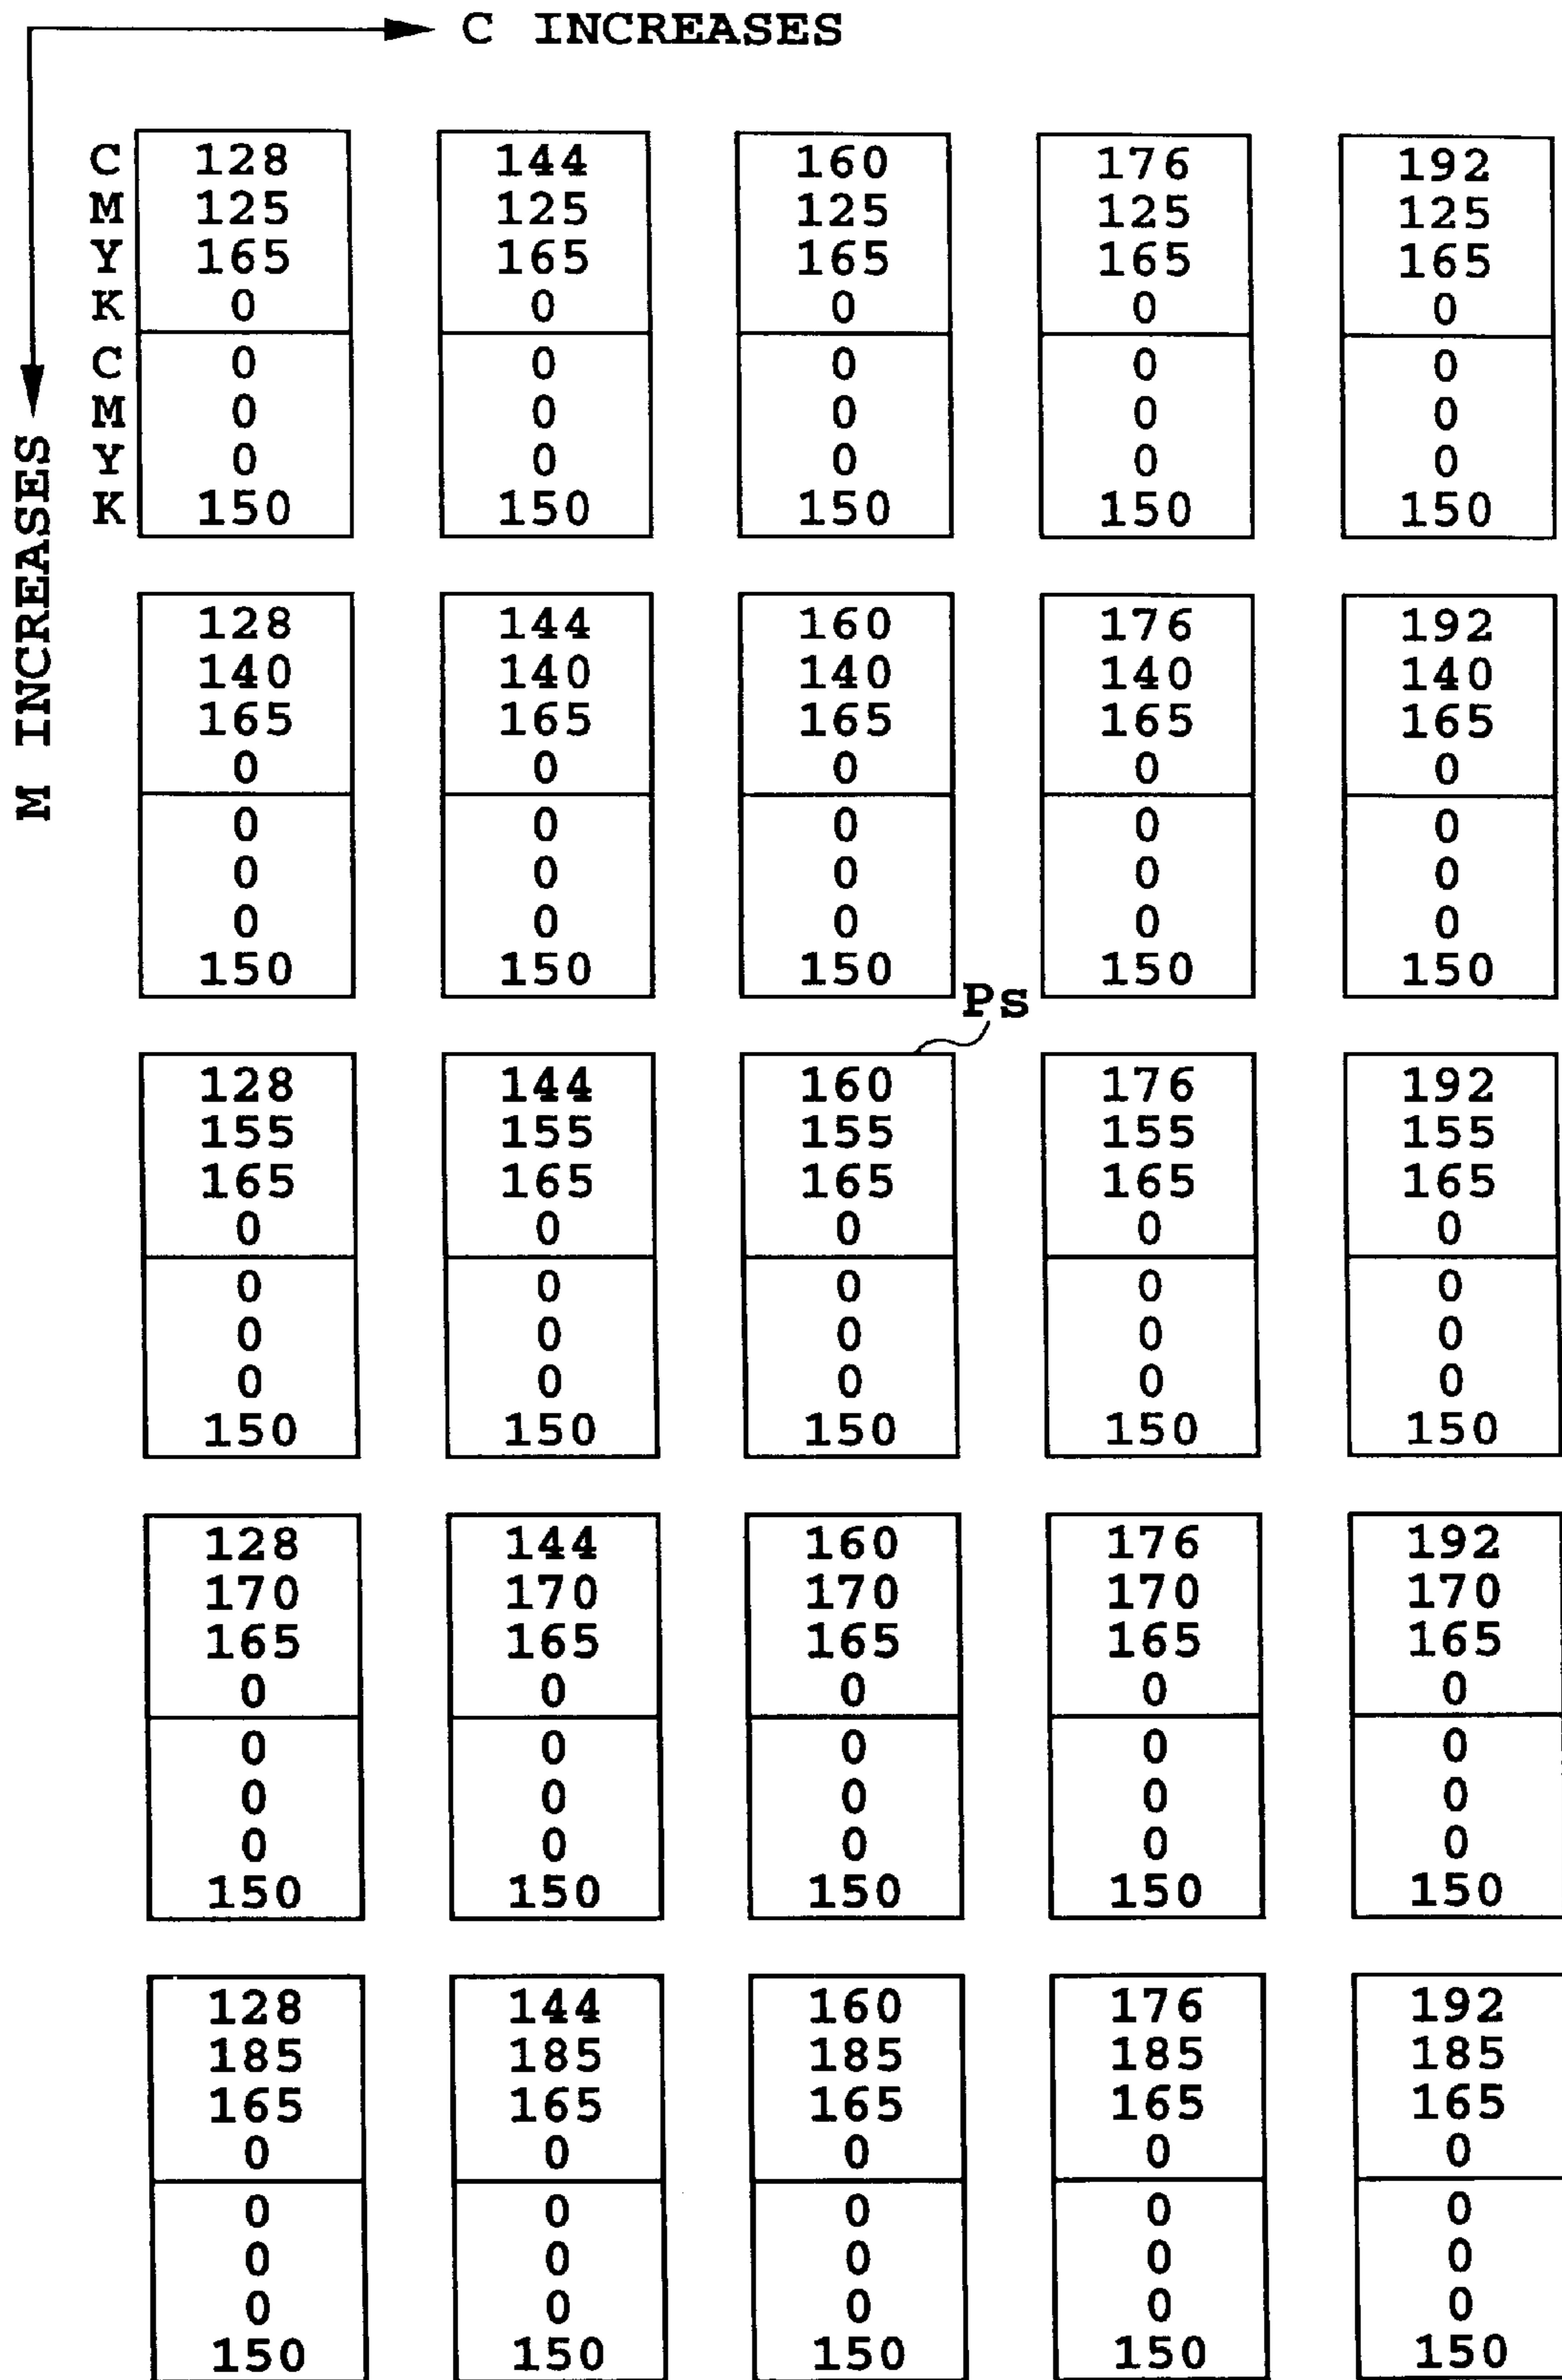 C INCREASES
M INCREASES
C 128 144 160 176 192
M 125 125 125 125 125
Y 165 165 165 165 165
K 0 0 0 0 0
C 0 0 0 0 0
M 0 0 0 0 0
Y 0 0 0 0 0
K 150 150 150 150 150
128 144 160 176 192
140 140 140 140 140
165 165 165 165 165
0 0 0 0 0
0 0 0 0 0
0 0 0 0 0
0 0 0 0 0
150 150 150 150 150
Ps
128 144 160 176 192
155 155 155 155 155
165 165 165 165 165
0 0 0 0 0
0 0 0 0 0
0 0 0 0 0
0 0 0 0 0
150 150 150 150 150
128 144 160 176 192
170 170 170 170 170
165 165 165 165 165
0 0 0 0 0
0 0 0 0 0
0 0 0 0 0
0 0 0 0 0
150 150 150 150 150
128 144 160 176 192
185 185 185 185 185
165 165 165 165 165
0 0 0 0 0
0 0 0 0 0
0 0 0 0 0
0 0 0 0 0
150 150 150 150 150